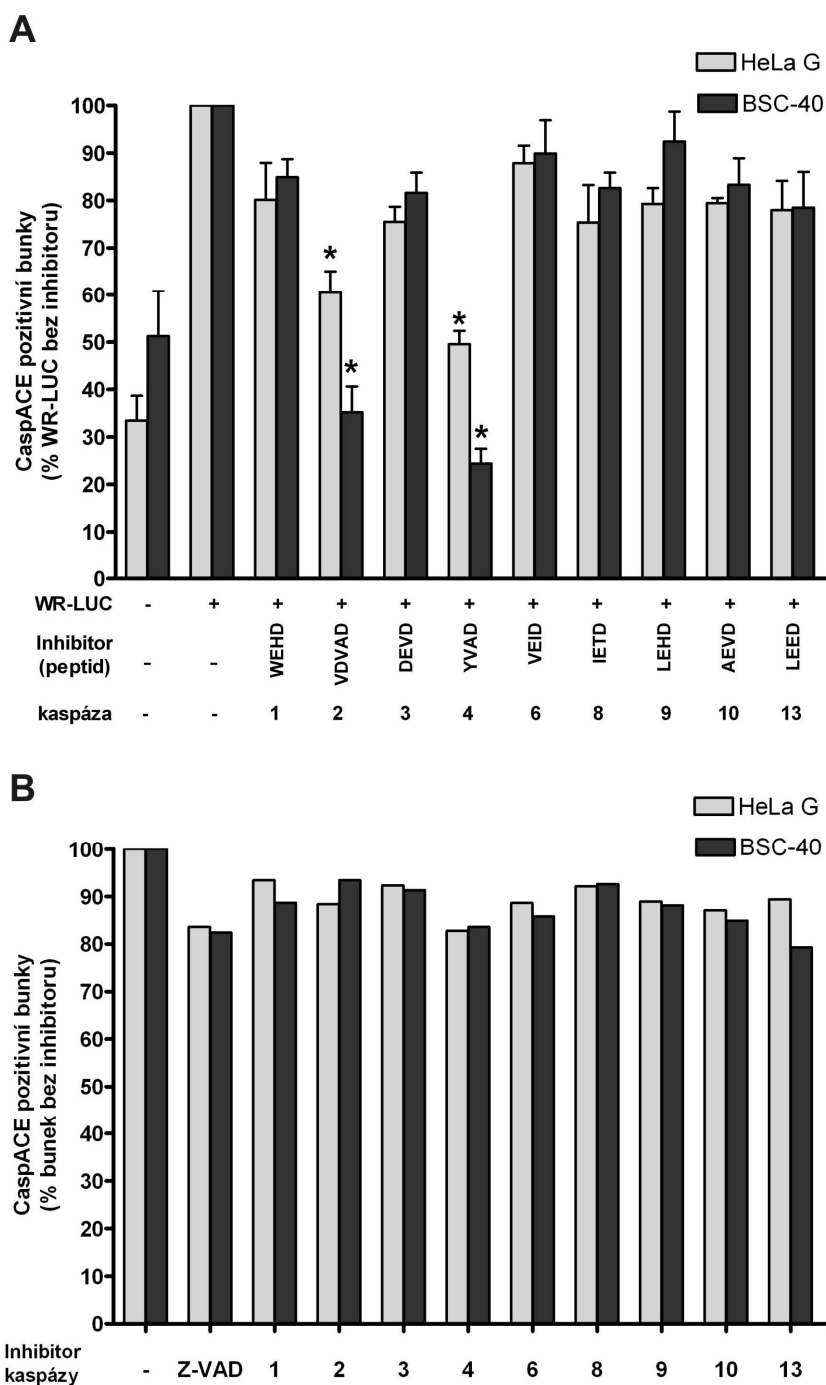 A
HeLa G
BSC-40
CaspACE pozitivní bunky
(% WR-LUC bez inhibitoru)
100
90
80
70
60
50
40
30
20
10
0
* * * *
WR-LUC - + + + + + + + + + +
Inhibitor
(peptid) - - WEHD VDVAD DEVD YVAD VEID IETD LEHD AEVD LEED
kaspáza - - 1 2 3 4 6 8 9 10 13
B
HeLa G
BSC-40
CaspACE pozitivní bunky
(% bunek bez inhibitoru)
100
90
80
70
60
50
40
30
20
10
0
Inhibitor
kaspázy - Z-VAD 1 2 3 4 6 8 9 10 13